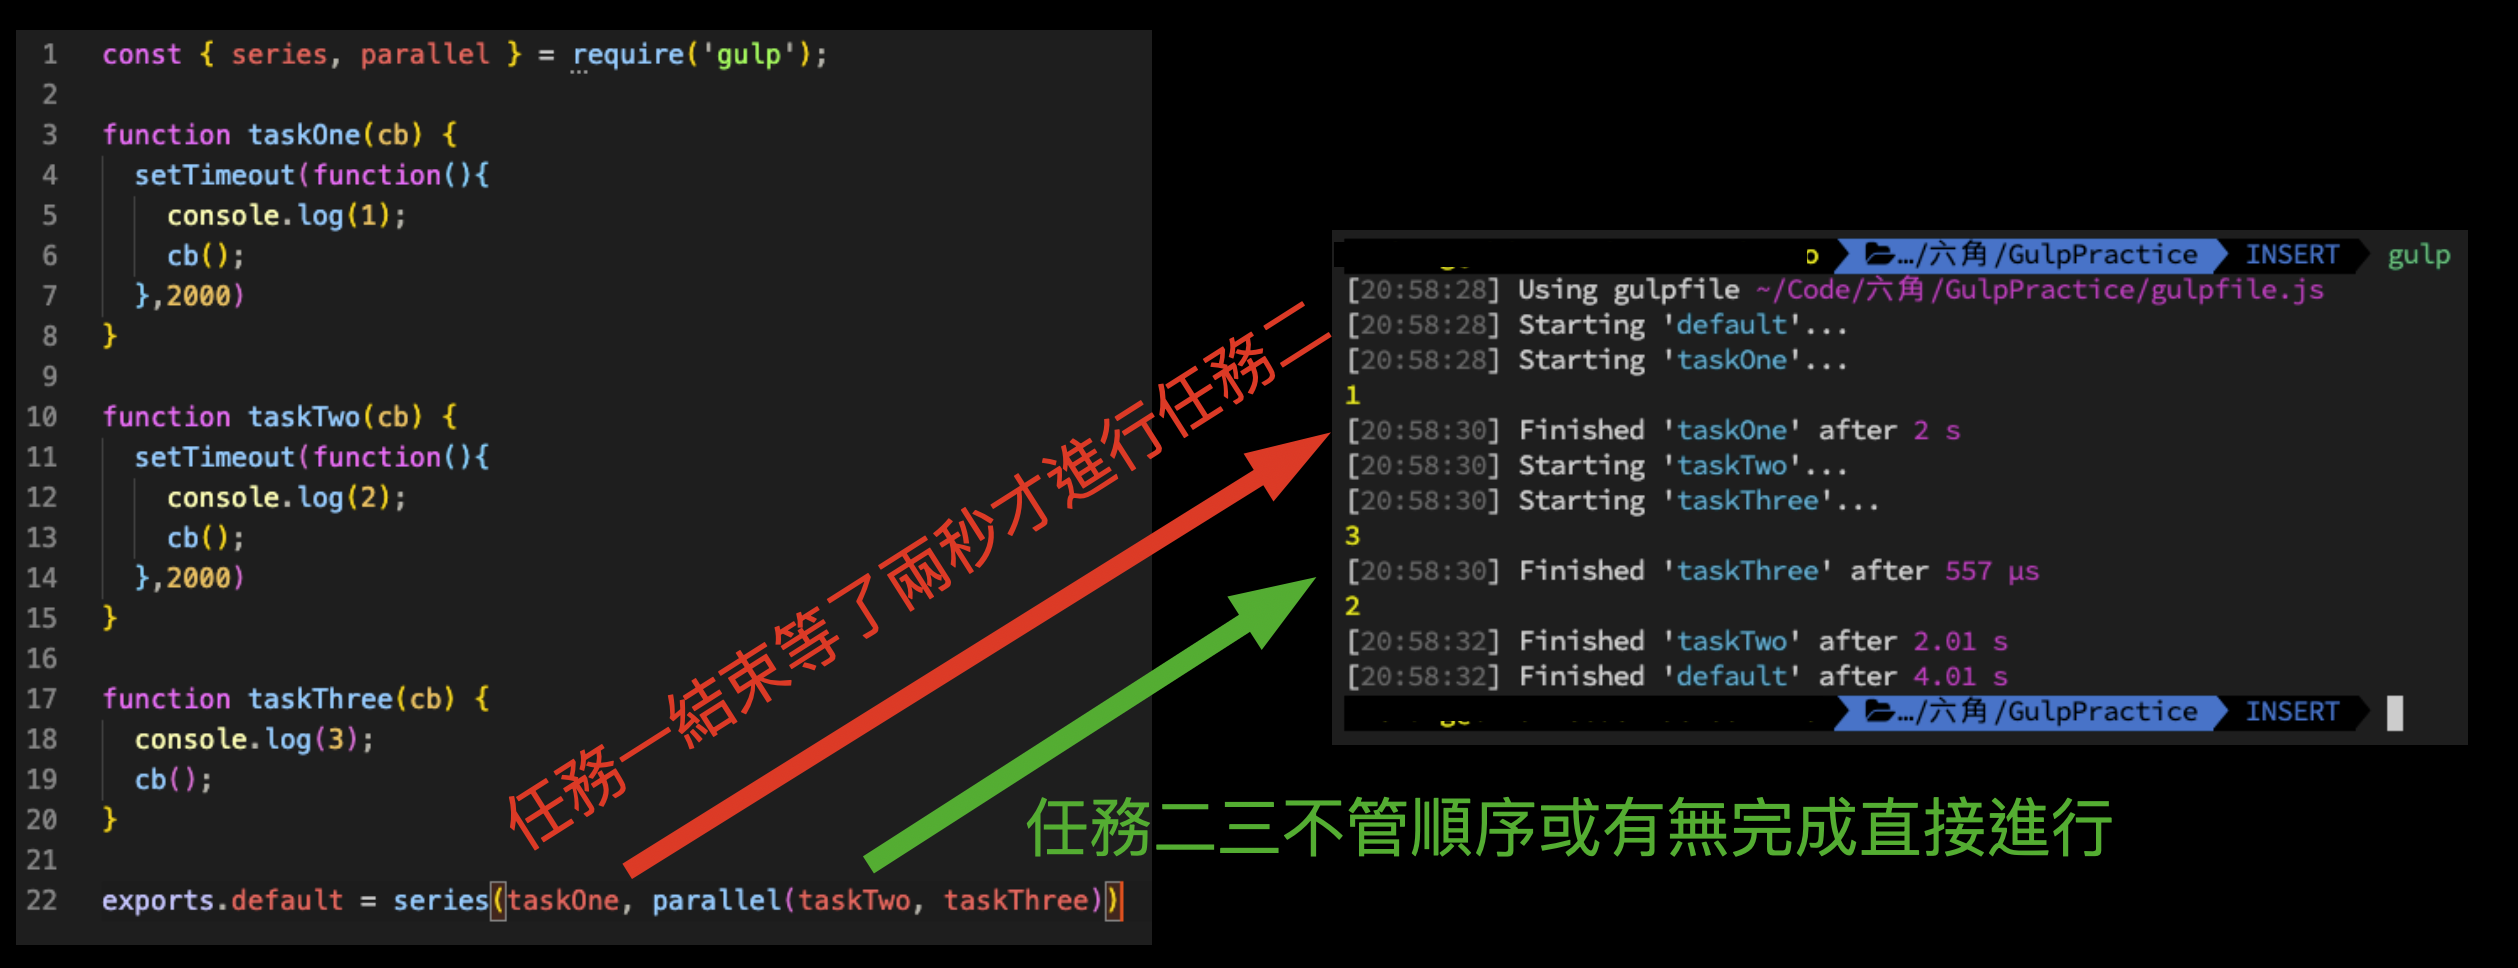 1 const { series, parallel } = require('gulp');
2
3 function taskOne(cb) {
4 setTimeout(function(){
5 console.log(1);
6 cb();
7 },2000)
8 }
9
10 function taskTwo(cb) {
11 setTimeout(function(){
12 console.log(2);
13 cb();
14 },2000)
15 }
16
17 function taskThree(cb) {
18 console.log(3);
19 cb();
20 }
21
22 exports.default = series(taskOne, parallel(taskTwo, taskThree))
任務一結束等了兩秒才進行任務二
任務二三不管順序或有無完成直接進行
…/六角/GulpPractice INSERT gulp
[20:58:28] Using gulpfile ~/Code/六角/GulpPractice/gulpfile.js
[20:58:28] Starting 'default'...
[20:58:28] Starting 'taskOne'...
1
[20:58:30] Finished 'taskOne' after 2 s
[20:58:30] Starting 'taskTwo'...
[20:58:30] Starting 'taskThree'...
3
[20:58:30] Finished 'taskThree' after 557 μs
2
[20:58:32] Finished 'taskTwo' after 2.01 s
[20:58:32] Finished 'default' after 4.01 s
…/六角/GulpPractice INSERT